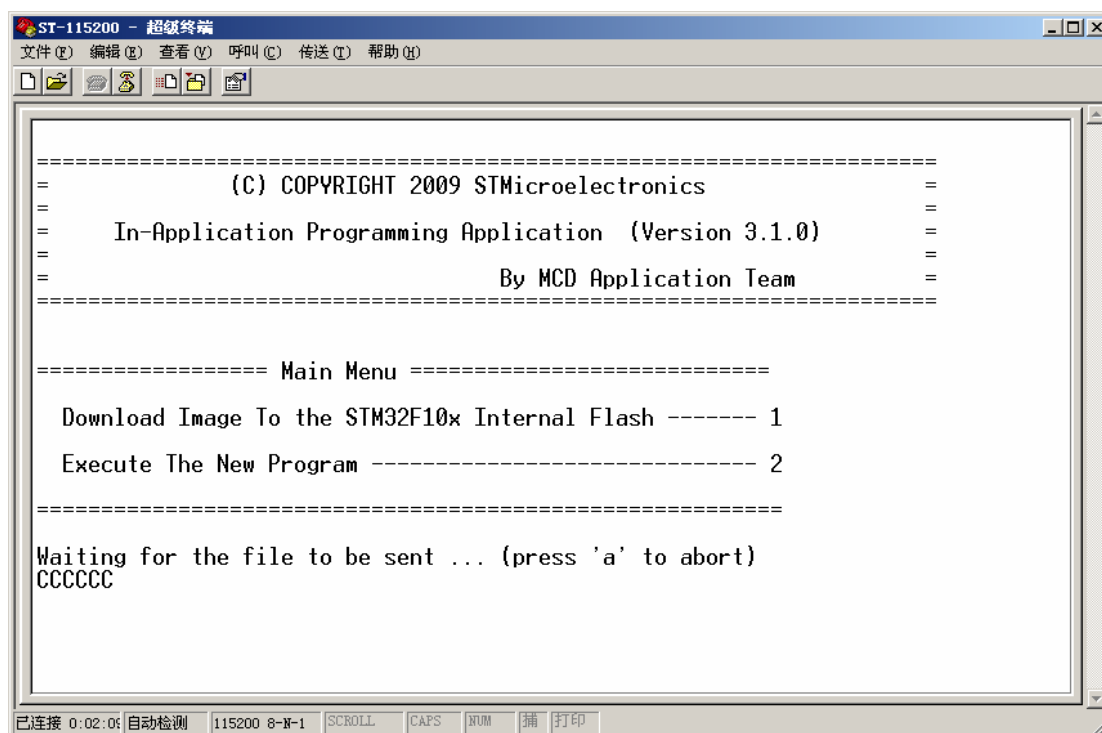 ST-115200 - 超级终端
文件(F) 编辑(E) 查看(V) 呼叫(C) 传送(T) 帮助(H)
======================================================================
= (C) COPYRIGHT 2009 STMicroelectronics =
= =
= In-Application Programming Application (Version 3.1.0) =
= =
= By MCD Application Team =
======================================================================
================== Main Menu ============================
Download Image To the STM32F10x Internal Flash ------- 1
Execute The New Program ------------------------------ 2
==========================================================
Waiting for the file to be sent ... (press 'a' to abort)
CCCCCC
已连接 0:02:09 自动检测 115200 8-N-1 SCROLL CAPS NUM 捕 打印